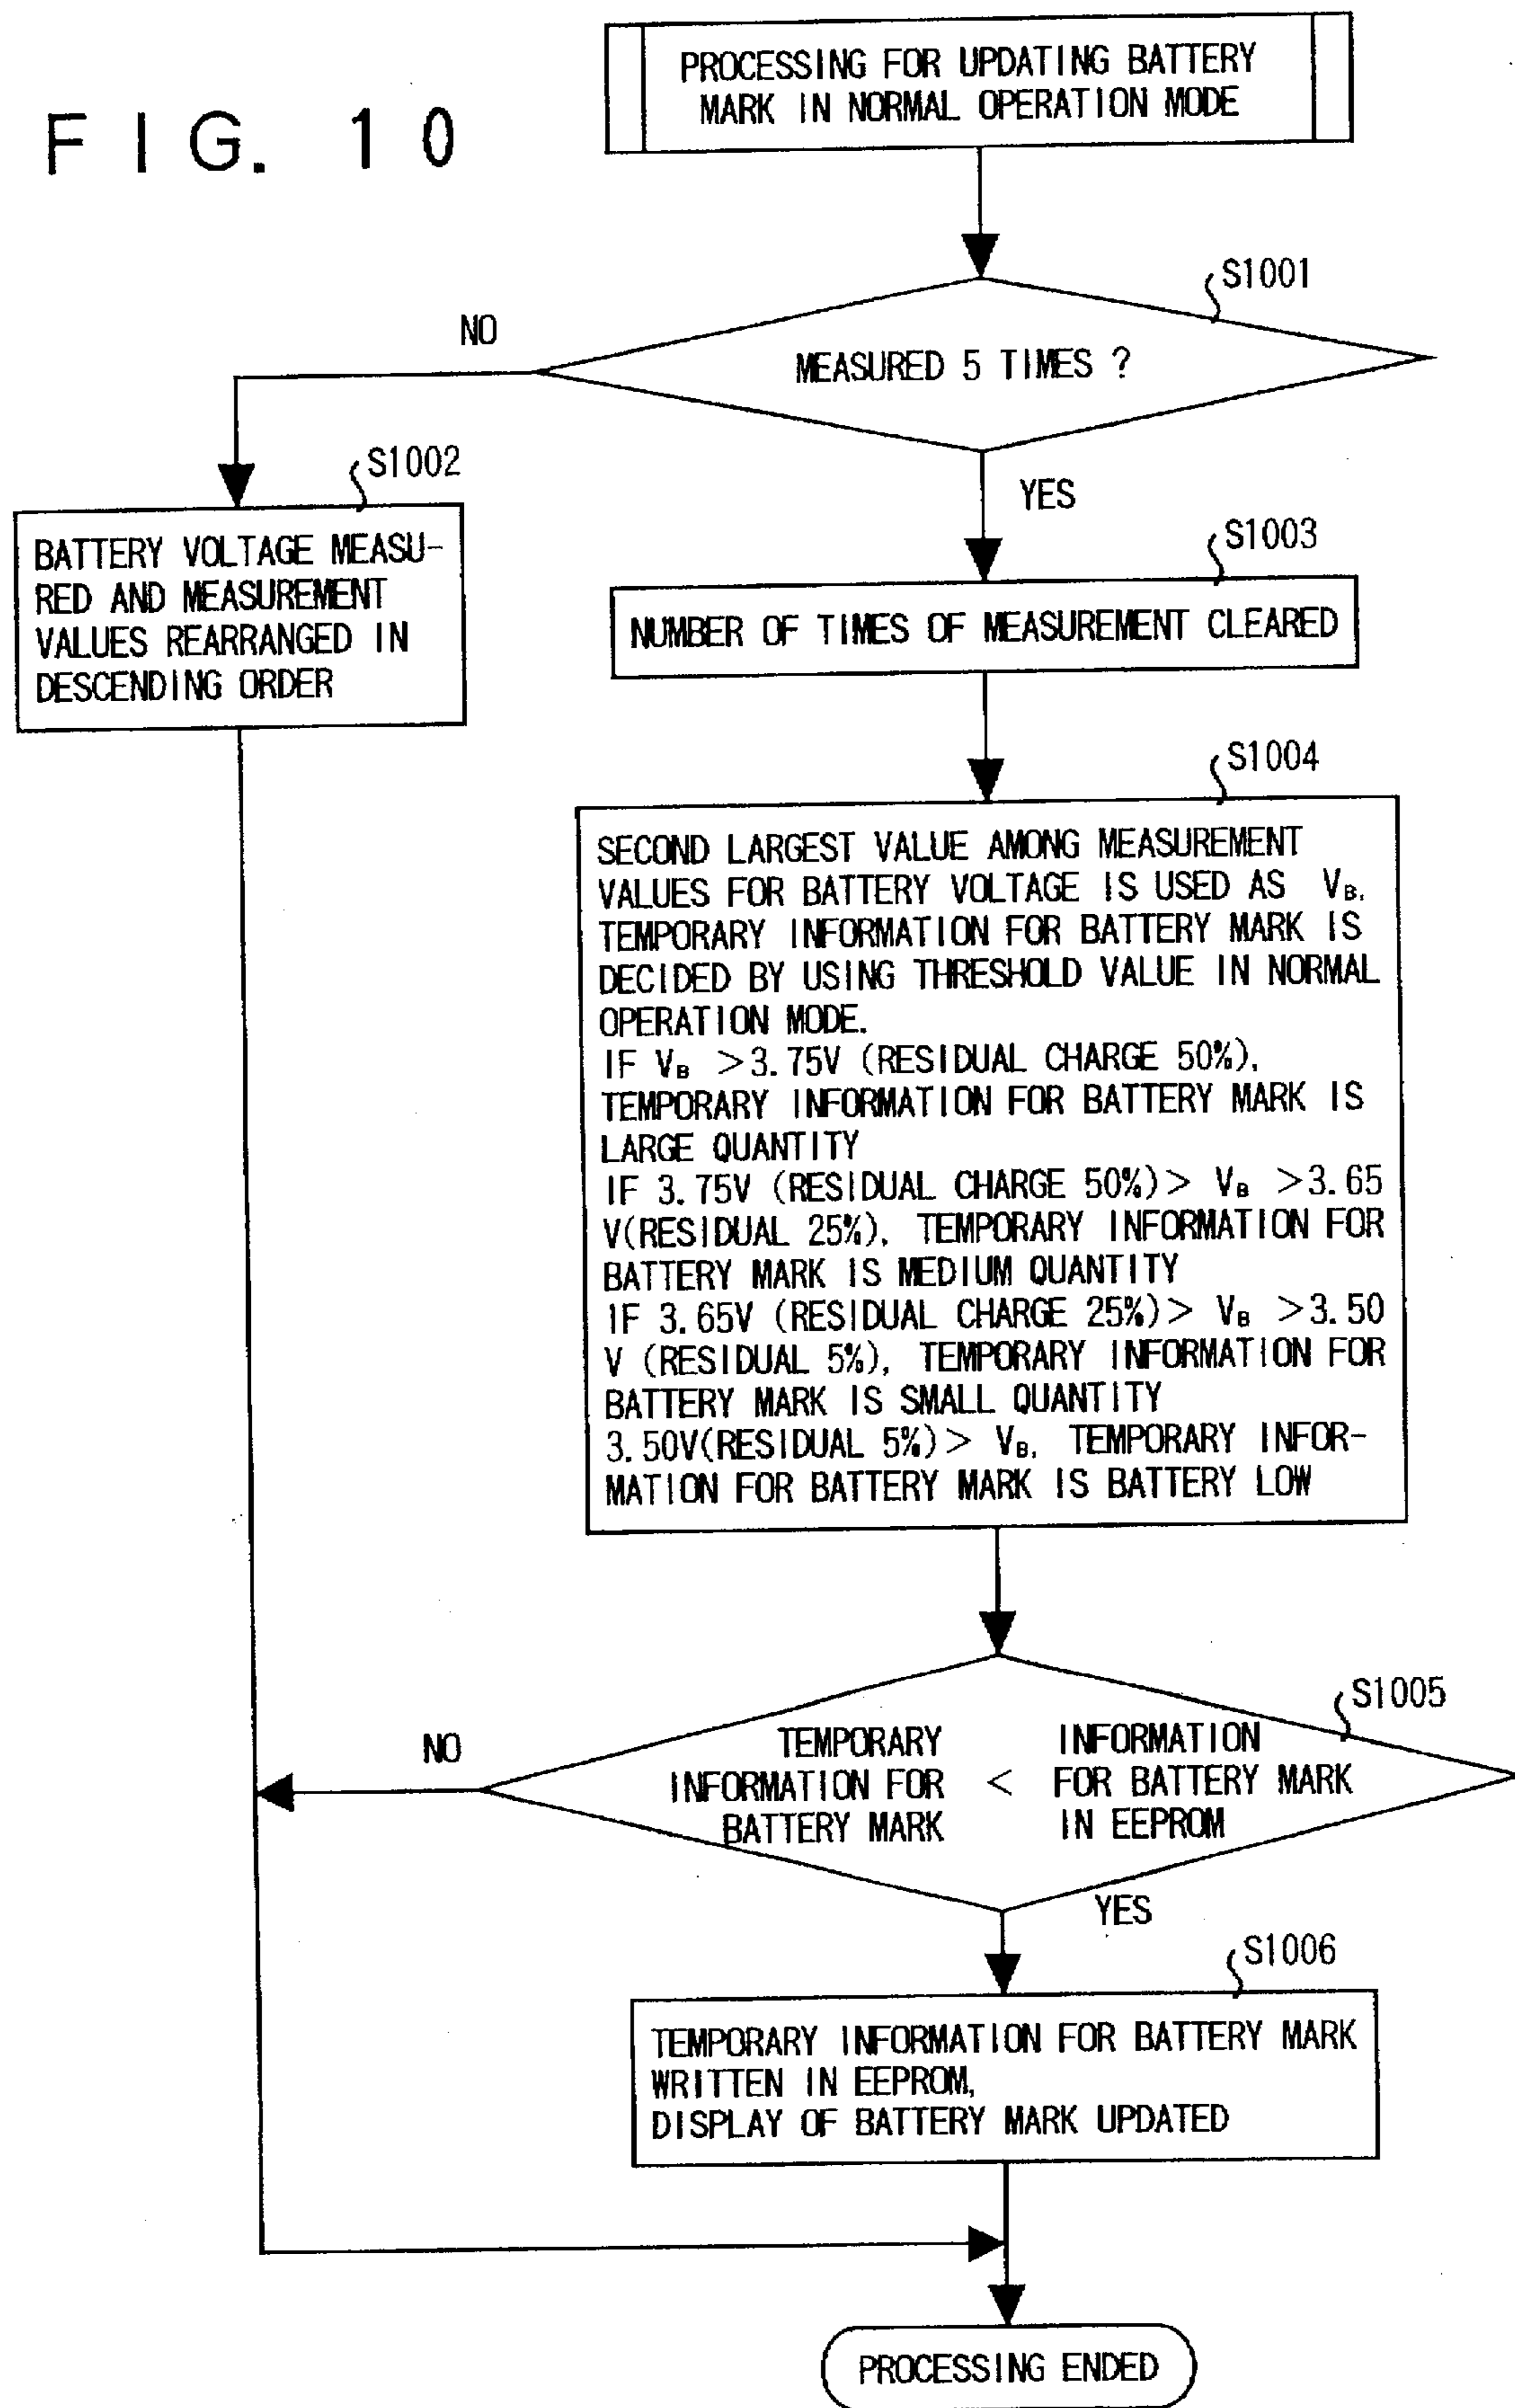 FIG. 10
PROCESSING FOR UPDATING BATTERY
MARK IN NORMAL OPERATION MODE
S1001
NO
MEASURED 5 TIMES ?
S1002
YES
BATTERY VOLTAGE MEASU-
RED AND MEASUREMENT
VALUES REARRANGED IN
DESCENDING ORDER
S1003
NUMBER OF TIMES OF MEASUREMENT CLEARED
S1004
SECOND LARGEST VALUE AMONG MEASUREMENT
VALUES FOR BATTERY VOLTAGE IS USED AS VB,
TEMPORARY INFORMATION FOR BATTERY MARK IS
DECIDED BY USING THRESHOLD VALUE IN NORMAL
OPERATION MODE.
IF VB >3.75V (RESIDUAL CHARGE 50%),
TEMPORARY INFORMATION FOR BATTERY MARK IS
LARGE QUANTITY
IF 3.75V (RESIDUAL CHARGE 50%)> VB >3.65
V(RESIDUAL 25%), TEMPORARY INFORMATION FOR
BATTERY MARK IS MEDIUM QUANTITY
IF 3.65V (RESIDUAL CHARGE 25%)> VB >3.50
V (RESIDUAL 5%), TEMPORARY INFORMATION FOR
BATTERY MARK IS SMALL QUANTITY
3.50V(RESIDUAL 5%)> VB, TEMPORARY INFOR-
MATION FOR BATTERY MARK IS BATTERY LOW
S1005
NO
TEMPORARY INFORMATION
INFORMATION FOR < FOR BATTERY MARK
BATTERY MARK IN EEPROM
YES
S1006
TEMPORARY INFORMATION FOR BATTERY MARK
WRITTEN IN EEPROM,
DISPLAY OF BATTERY MARK UPDATED
PROCESSING ENDED